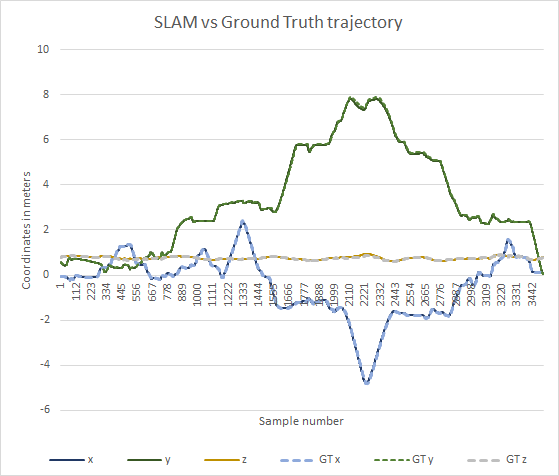 SLAM vs Ground Truth trajectory
10
8
6
4
2
0
-2
-4
-6
Coordinates in meters
1 112 223 334 445 556 667 778 889 1000 1111 1222 1333 1444 1555 1666 1777 1888 1999 2110 2221 2332 2443 2554 2665 2776 2887 2998 3109 3220 3331 3442
Sample number
x y z GT x GT y GT z